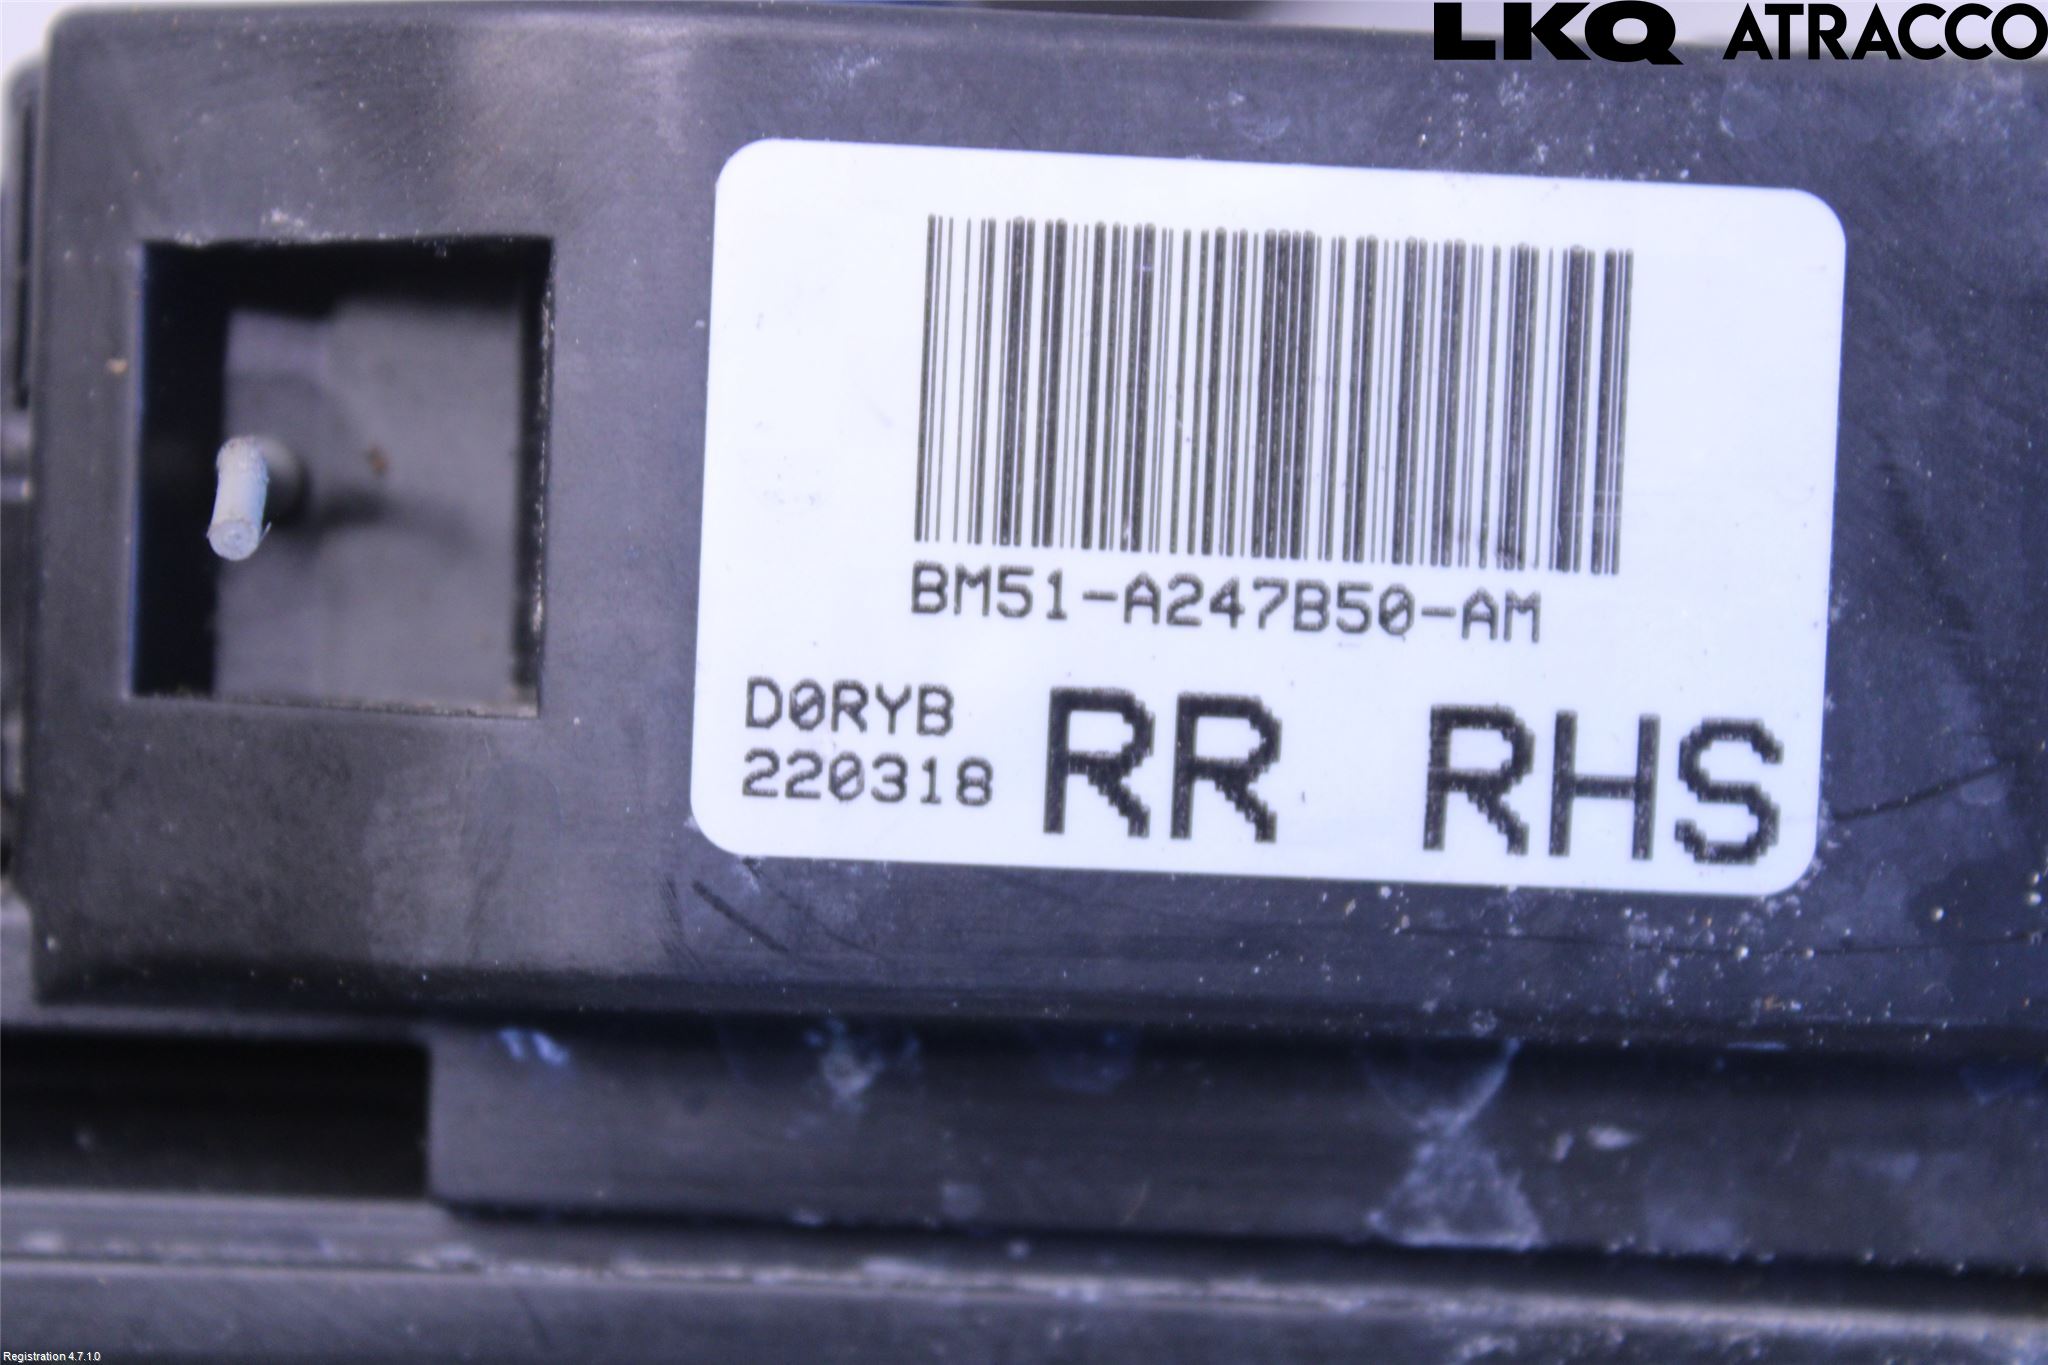 LKQ ATRACCO
BM51-A247B50-AM
D0RYB
220318
RR RHS
Registration 4.7.1.0